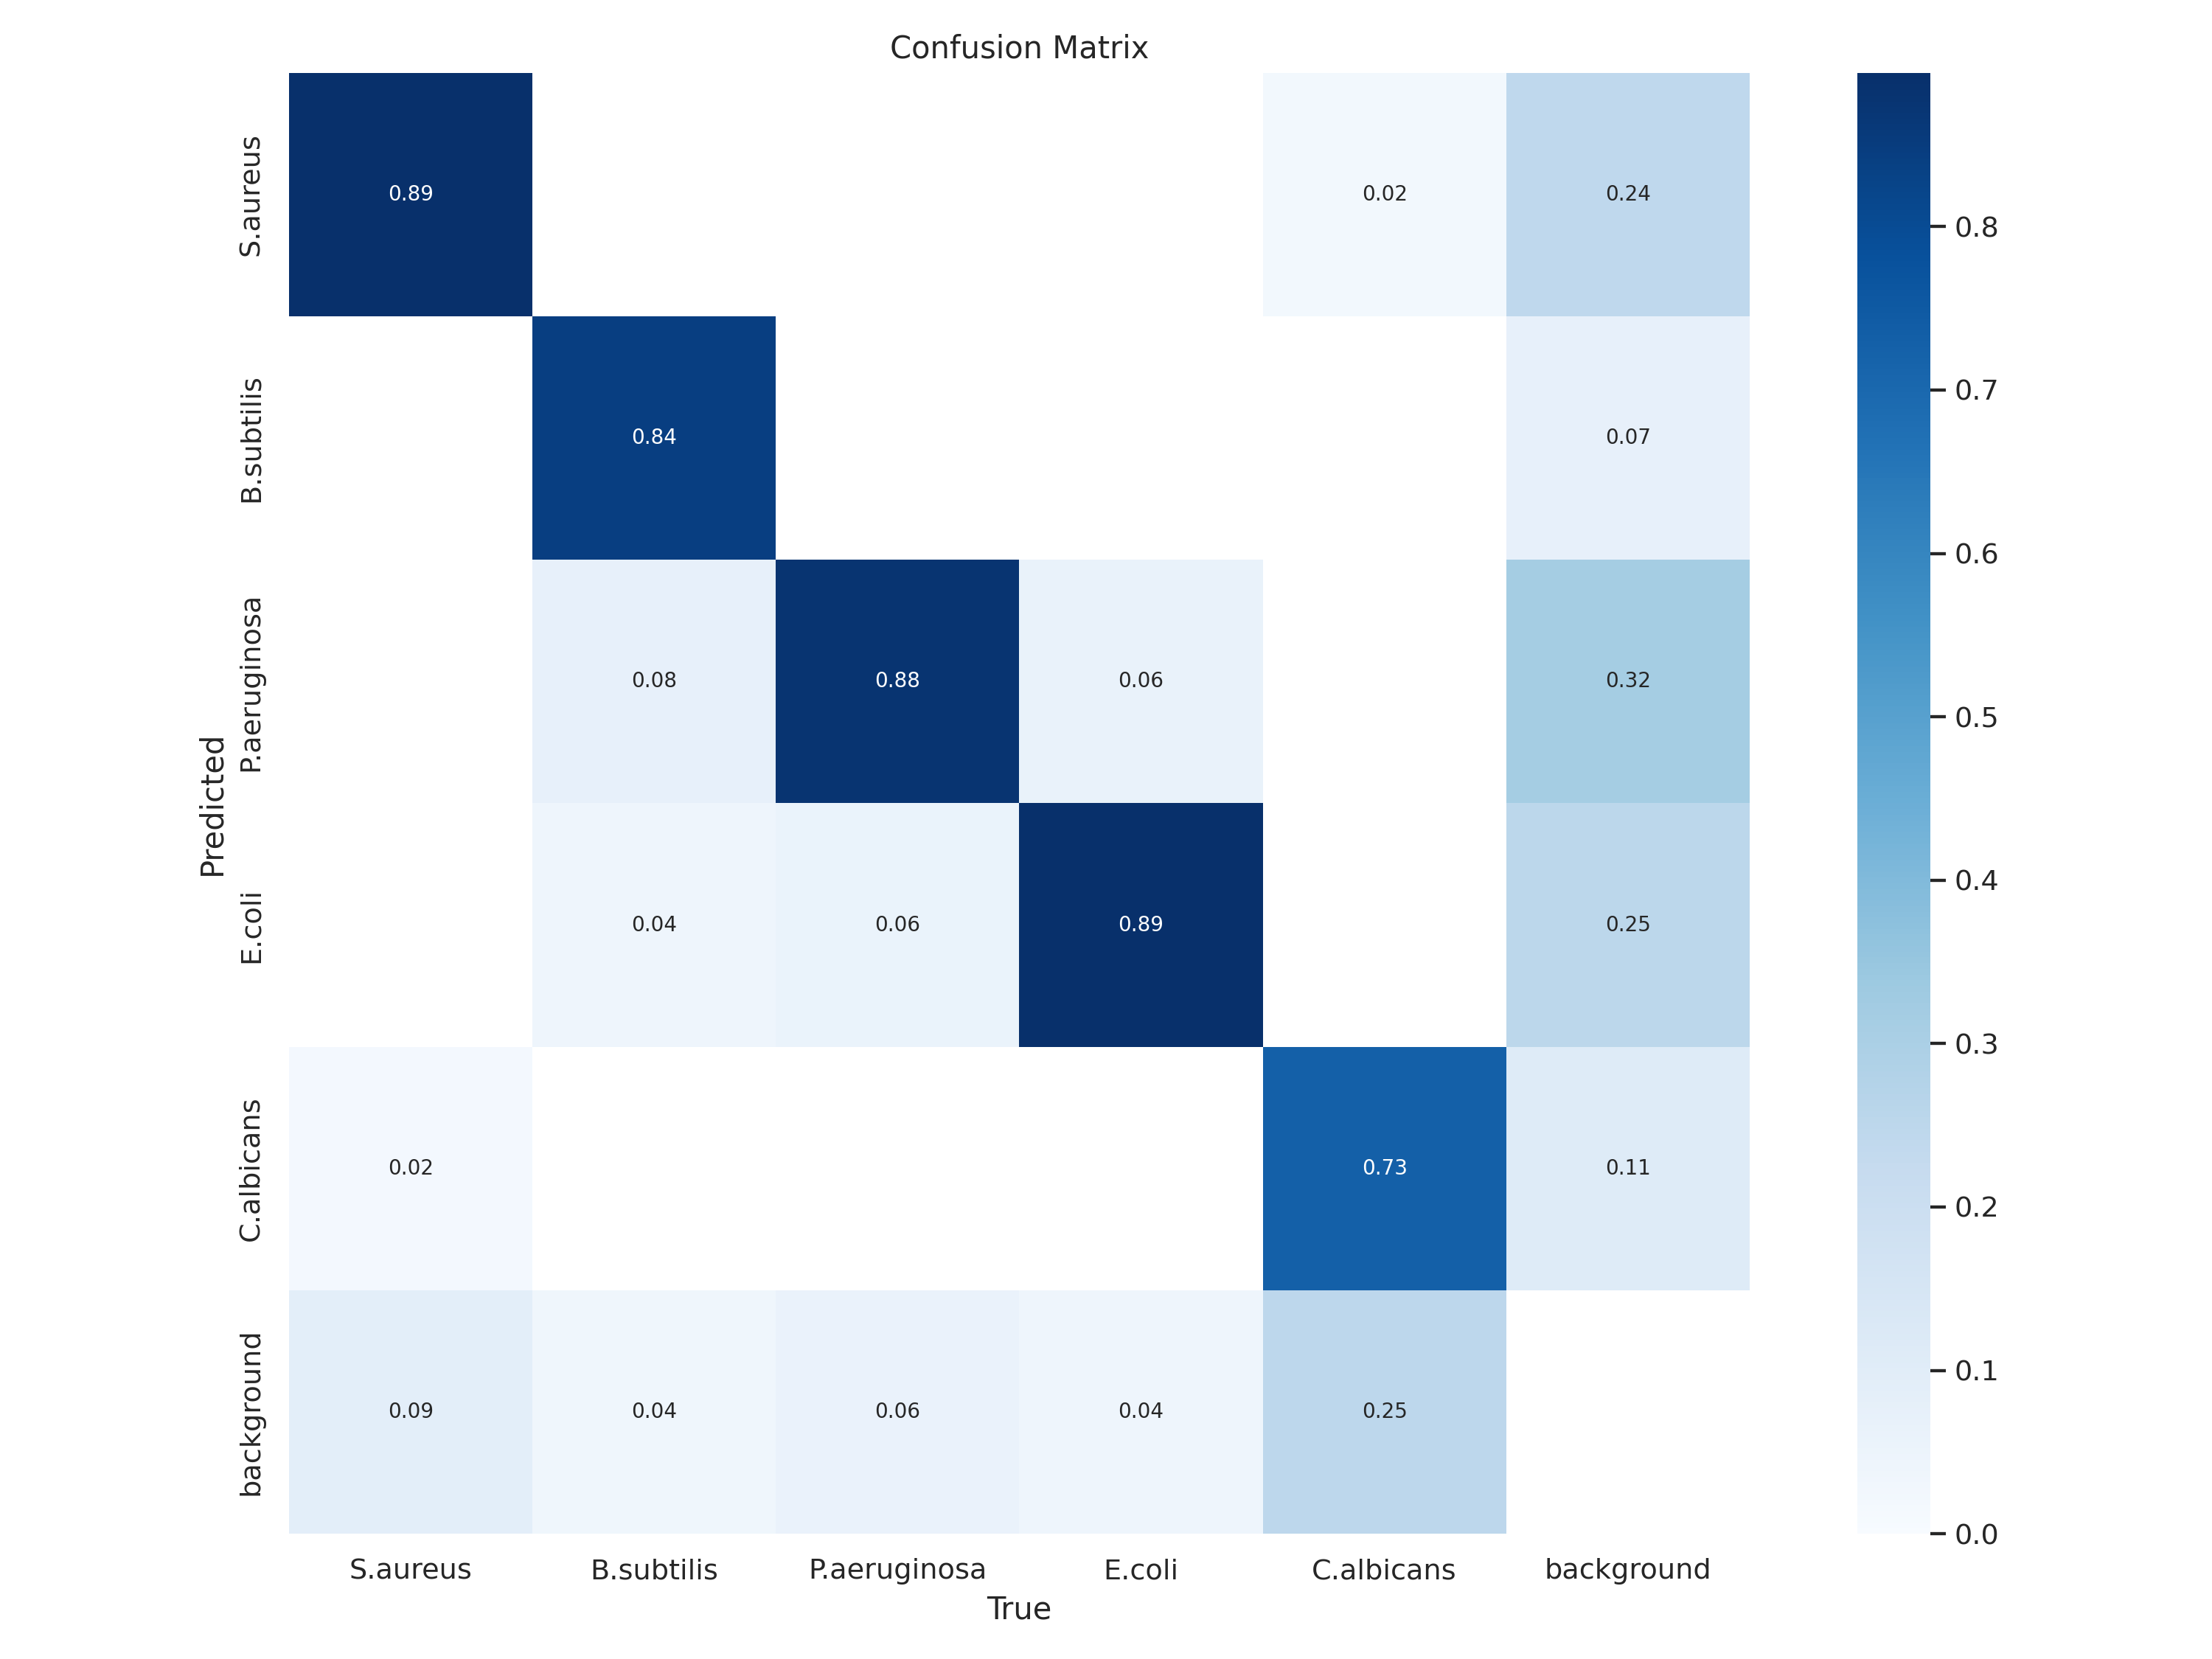 Confusion Matrix
Predicted
S.aureus
0.89
0.02
0.24
B.subtilis
0.84
0.07
P.aeruginosa
0.08
0.88
0.06
0.32
E.coli
0.04
0.06
0.89
0.25
C.albicans
0.02
0.73
0.11
background
0.09
0.04
0.06
0.04
0.25
S.aureus
B.subtilis
P.aeruginosa
E.coli
C.albicans
background
True
0.8
0.7
0.6
0.5
0.4
0.3
0.2
0.1
0.0